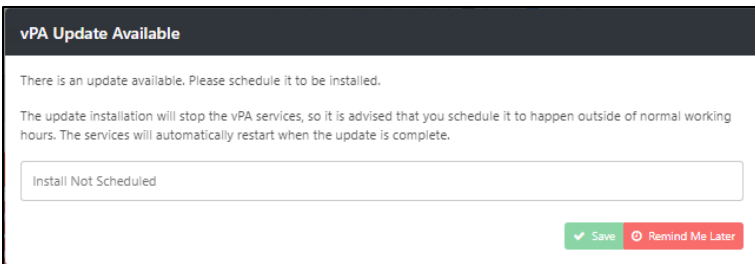 vPA Update Available
There is an update available. Please schedule it to be installed.
The update installation will stop the vPA services, so it is advised that you schedule it to happen outside of normal working
hours. The services will automatically restart when the update is complete.
Install Not Scheduled
Save Remind Me Later